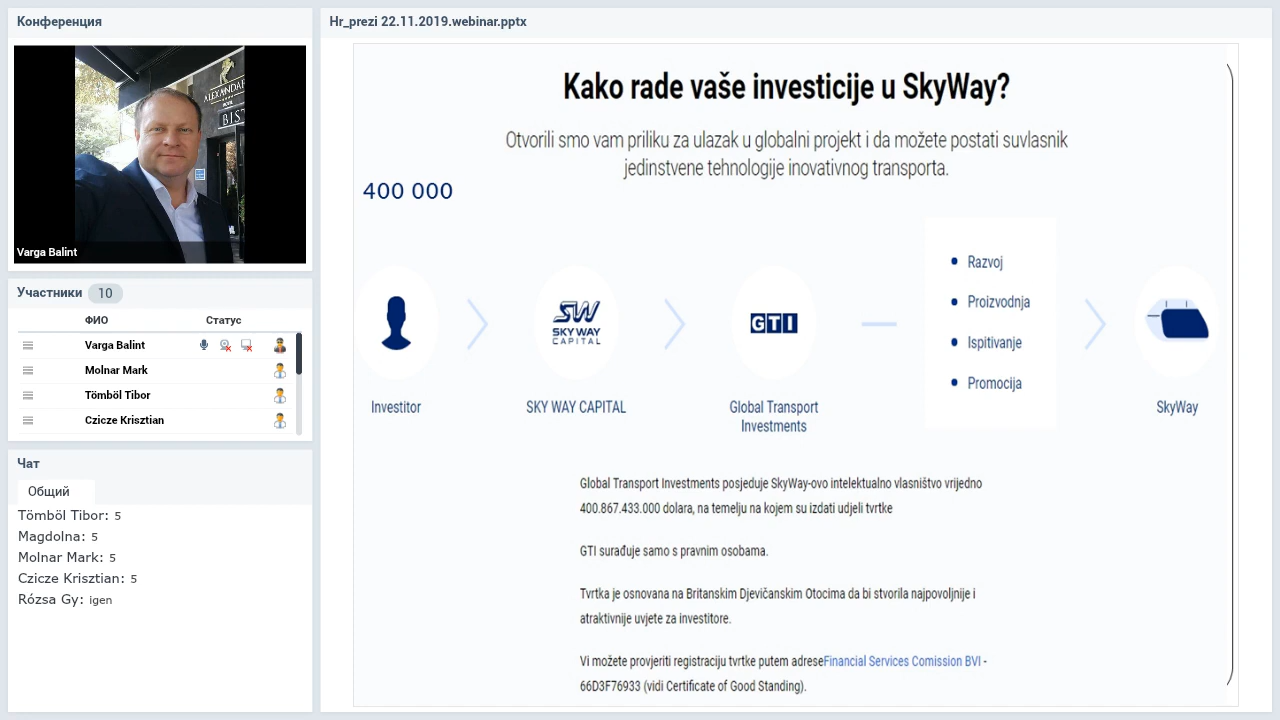 Конференция
ALEXANDAR
BIST
Varga Balint
Участники 10
ФИО Статус
Varga Balint
Molnar Mark
Tömböl Tibor
Czicze Krisztian
Чат
Общий
Tömböl Tibor: 5
Magdolna: 5
Molnar Mark: 5
Czicze Krisztian: 5
Rózsa Gy: igen
Hr_prezi 22.11.2019.webinar.pptx
Kako rade vaše investicije u SkyWay?
Otvorili smo vam priliku za ulazak u globalni projekt i da možete postati suvlasnik
jedinstvene tehnologije inovativnog transporta.
400 000
SW
SKY WAY
CAPITAL
GTI
Razvoj
Proizvodnja
Ispitivanje
Promocija
Investitor
SKY WAY CAPITAL
Global Transport
Investments
SkyWay
Global Transport Investments posjeduje SkyWay-ovo intelektualno vlasništvo vrijedno
400.867.433.000 dolara, na temelju na kojem su izdati udjeli tvrtke
GTI surađuje samo s pravnim osobama.
Tvrtka je osnovana na Britanskim Djevičanskim Otocima da bi stvorila najpovoljnije i
atraktivnije uvjete za investitore.
Vi možete provjeriti registraciju tvrtke putem adreseFinancial Services Comission BVI -
66D3F76933 (vidi Certificate of Good Standing).